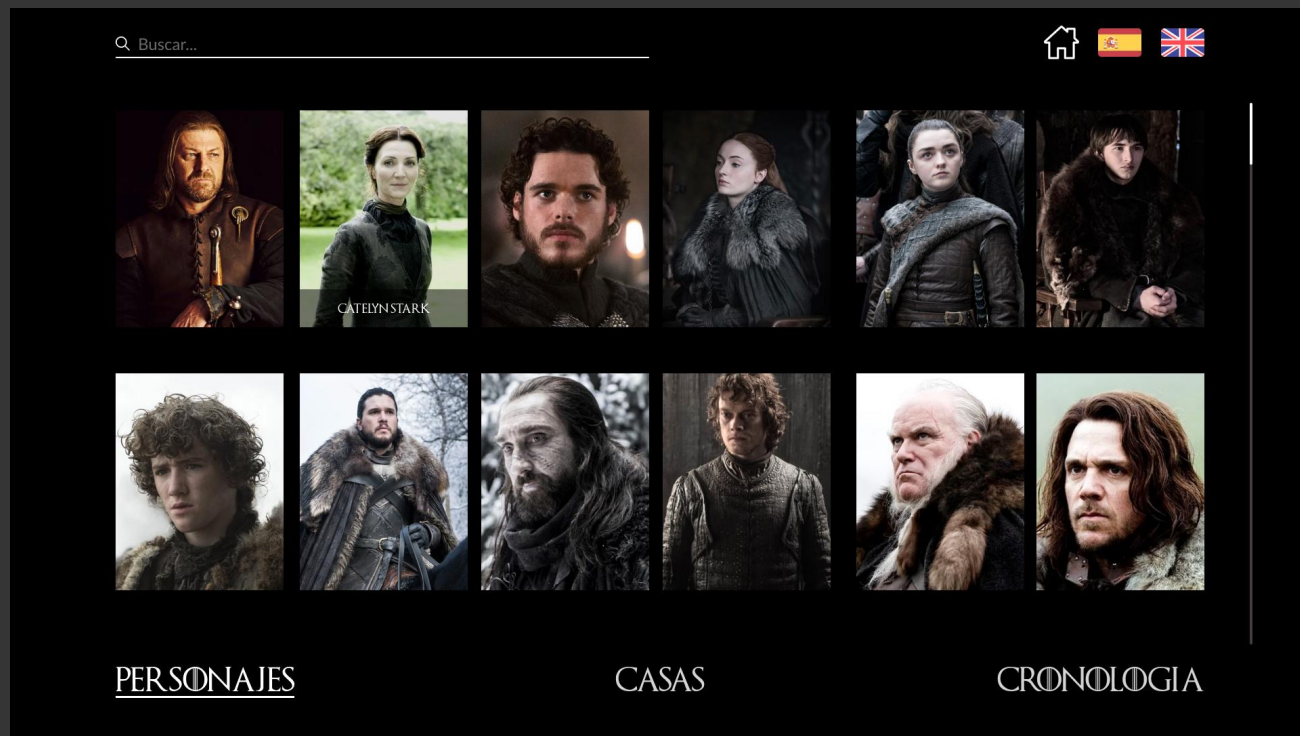 Buscar...
CATELYN STARK
PERSONAJES
CASAS
CRONOLOGIA